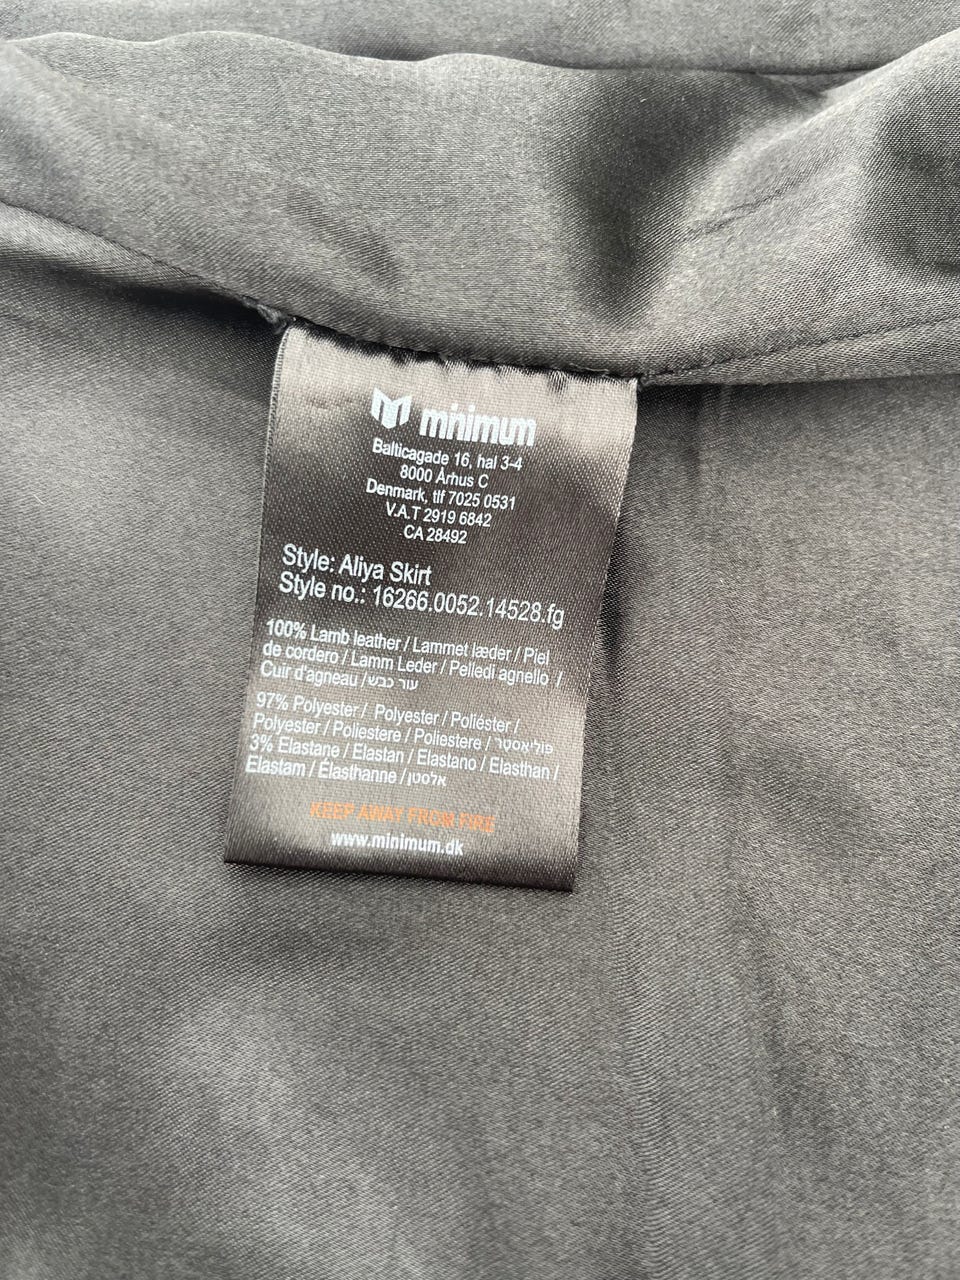 minimum
Balticagade 16, hal 3-4
8000 Århus C
Denmark, tlf 7025 0531
V.A.T 2919 6842
CA 28492
Style: Aliya Skirt
Style no.: 16266.0052.14528.fg
100% Lamb leather / Lammet læder / Piel
de cordero / Lamm Leder / Pelledi agnello /
Cuir d'agneau / עור כבש
97% Polyester / Polyester / Poliéster /
Polyester / Poliestere / Poliestere / פוליאסטר
3% Elastane / Elastan / Elastano / Elasthan /
Elastam / Élasthanne / אלסטן
KEEP AWAY FROM FIRE
www.minimum.dk